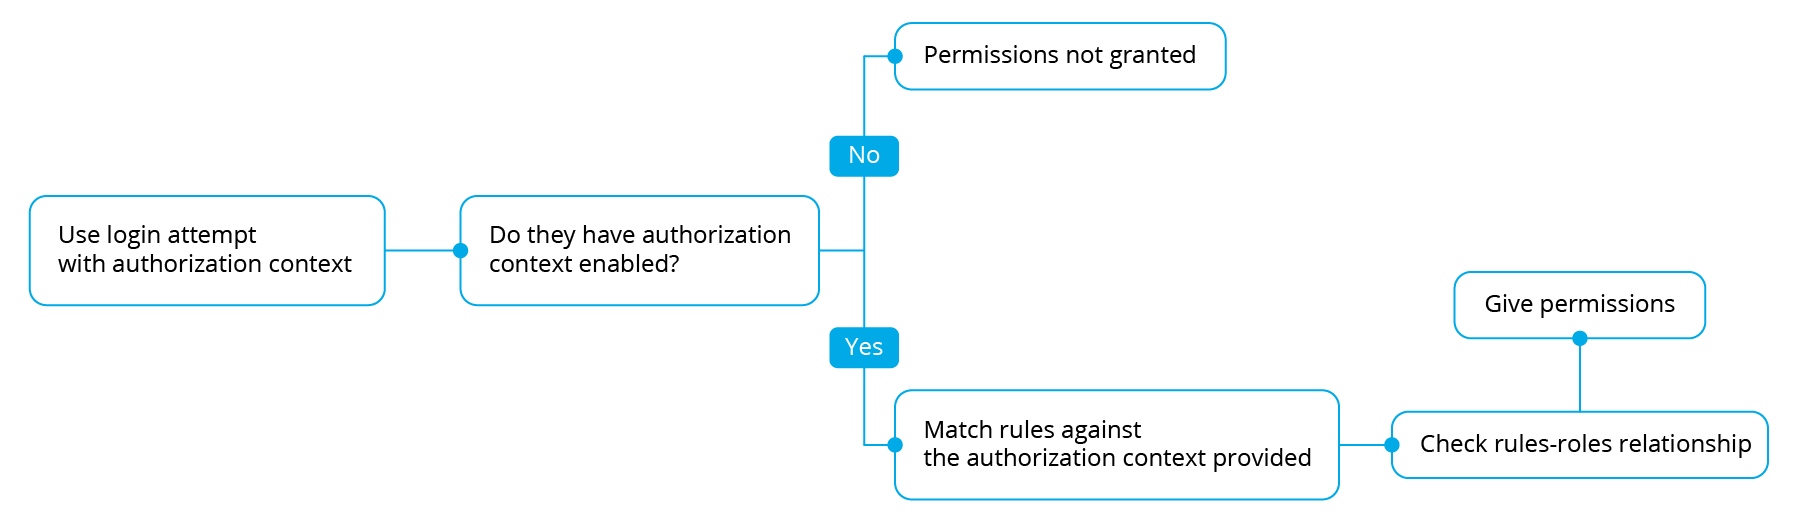 Permissions not granted
No
Use login attempt
with authorization context
Do they have authorization
context enabled?
Yes
Give permissions
Match rules against
the authorization context provided
Check rules-roles relationship